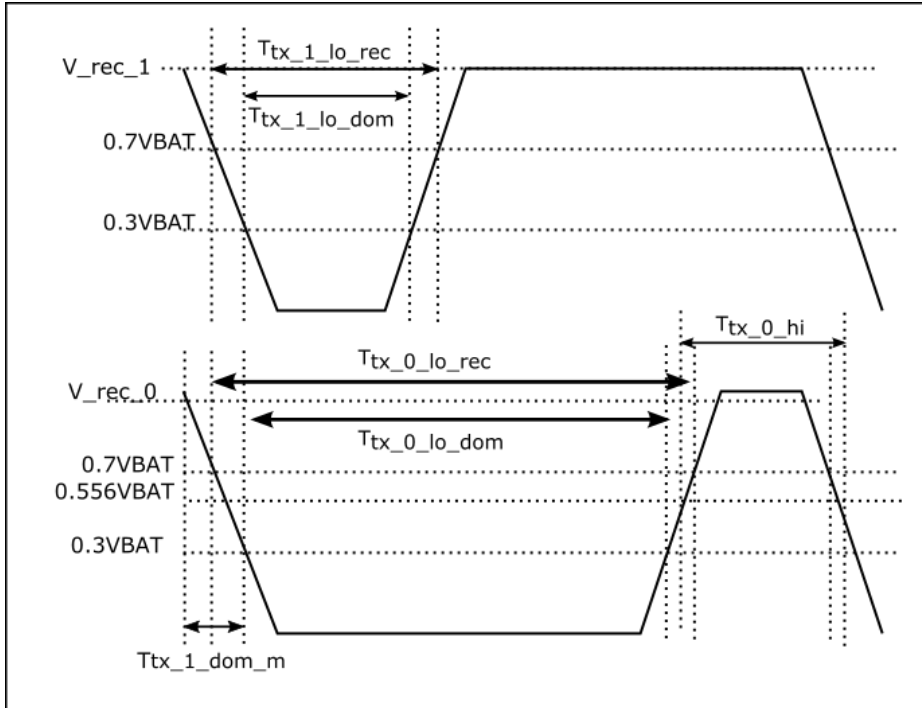 Ttx_1_lo_rec
V_rec_1
Ttx_1_lo_dom
0.7VBAT
0.3VBAT
Ttx_0_hi
Ttx_0_lo_rec
V_rec_0
Ttx_0_lo_dom
0.7VBAT
0.556VBAT
0.3VBAT
Ttx_1_dom_m